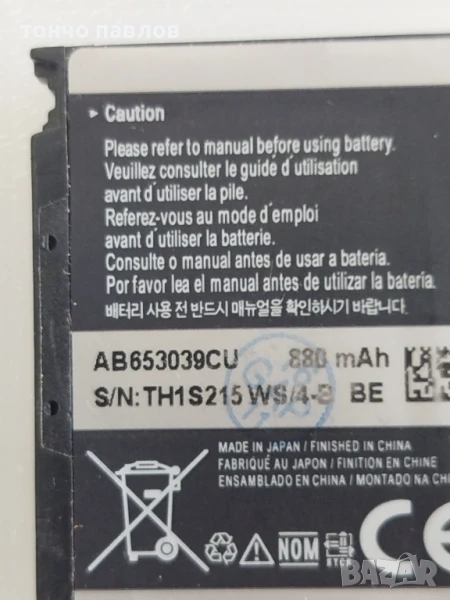 тончо павлов
Caution
Please refer to manual before using battery.
Veuillez consulter le guide d'utilisation
avant d'utiliser la pile.
Referez-vous au mode d'emploi
avant d'utiliser la batterie.
Consulte o manual antes de usar a bateria.
Por favor lea el manual antes de utilizar la batería.
배터리 사용 전 반드시 매뉴얼을 확인하시기 바랍니다.
AB653039CU 880 mAh
S/N: TH1S215 WS/4-B BE
MADE IN JAPAN / FINISHED IN CHINA
FABRIQUÉ AU JAPON / FINITION EN CHINE
ENSAMBLADO EN CHINA / MONTADO NA CHI
NOM
CE
BAZAR